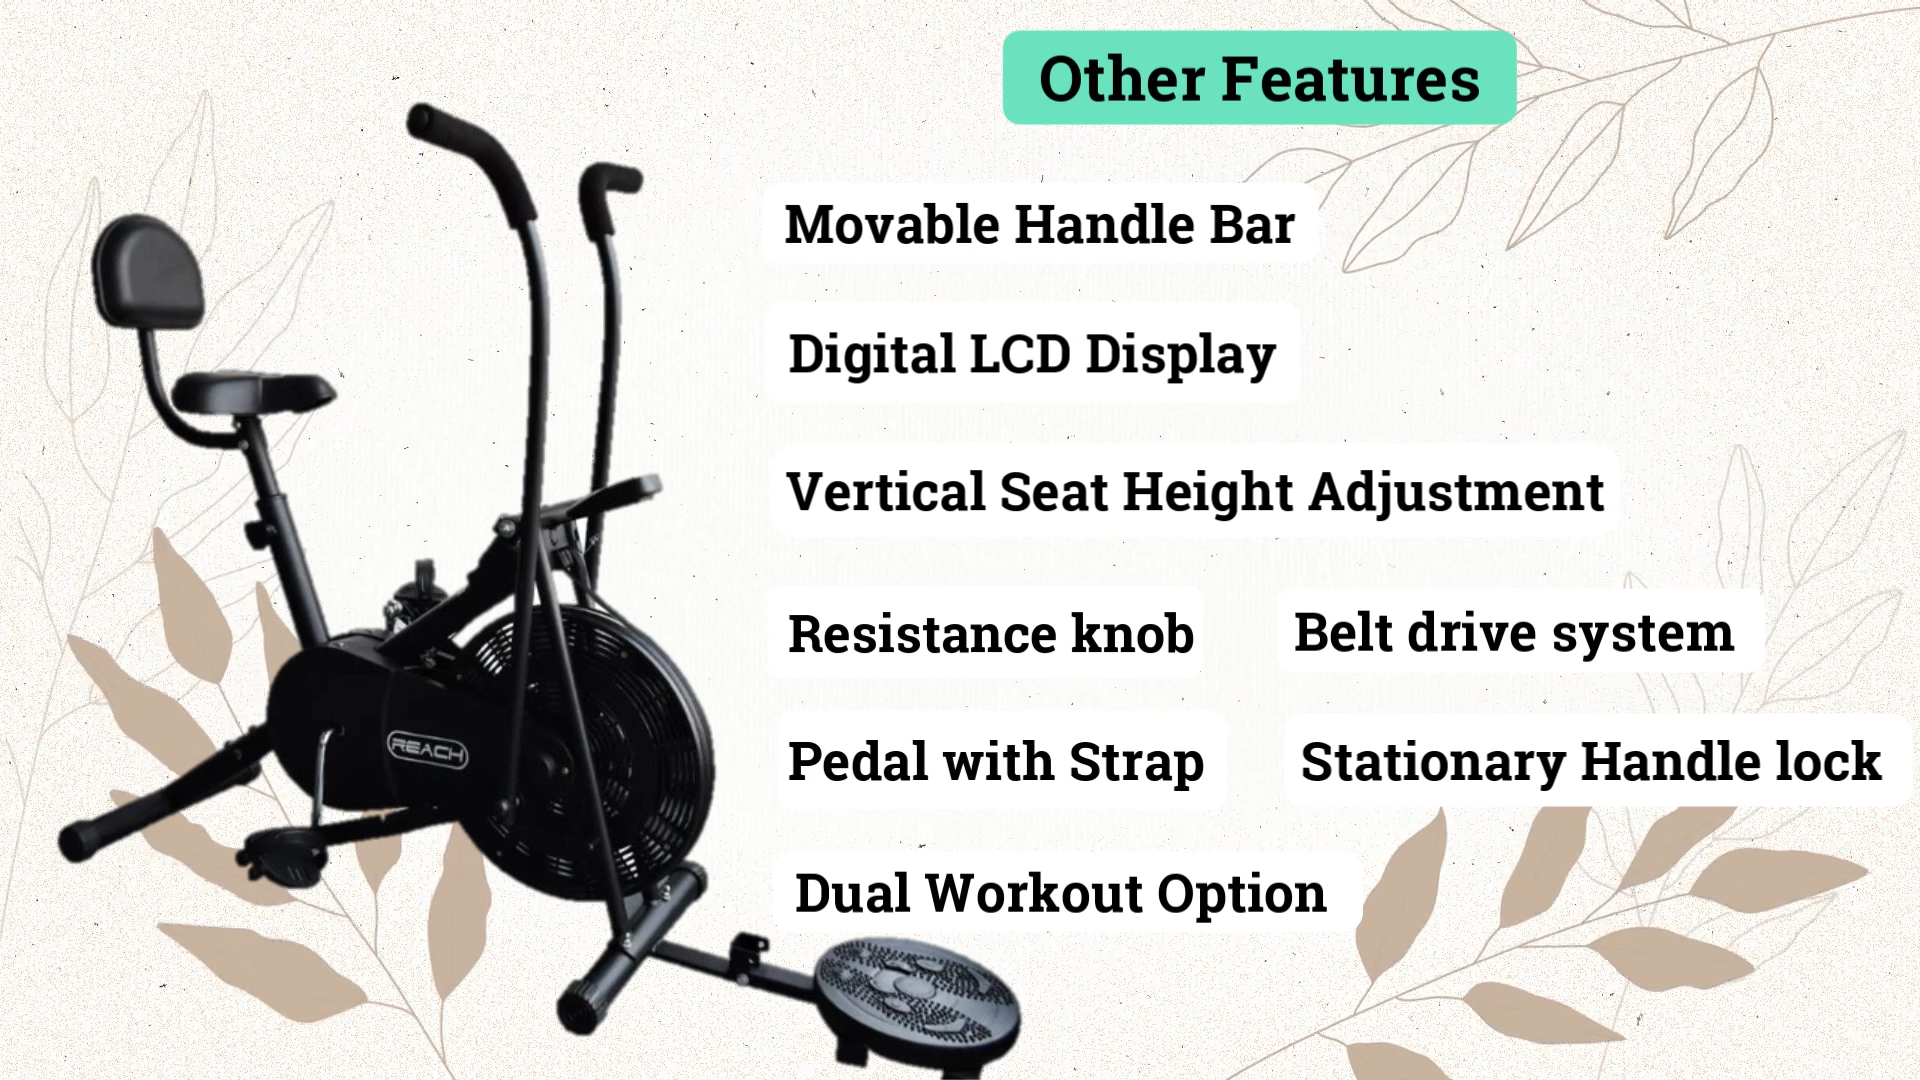 Other Features
Movable Handle Bar
Digital LCD Display
Vertical Seat Height Adjustment
Resistance knob
Belt drive system
Pedal with Strap
Stationary Handle lock
Dual Workout Option
REACH